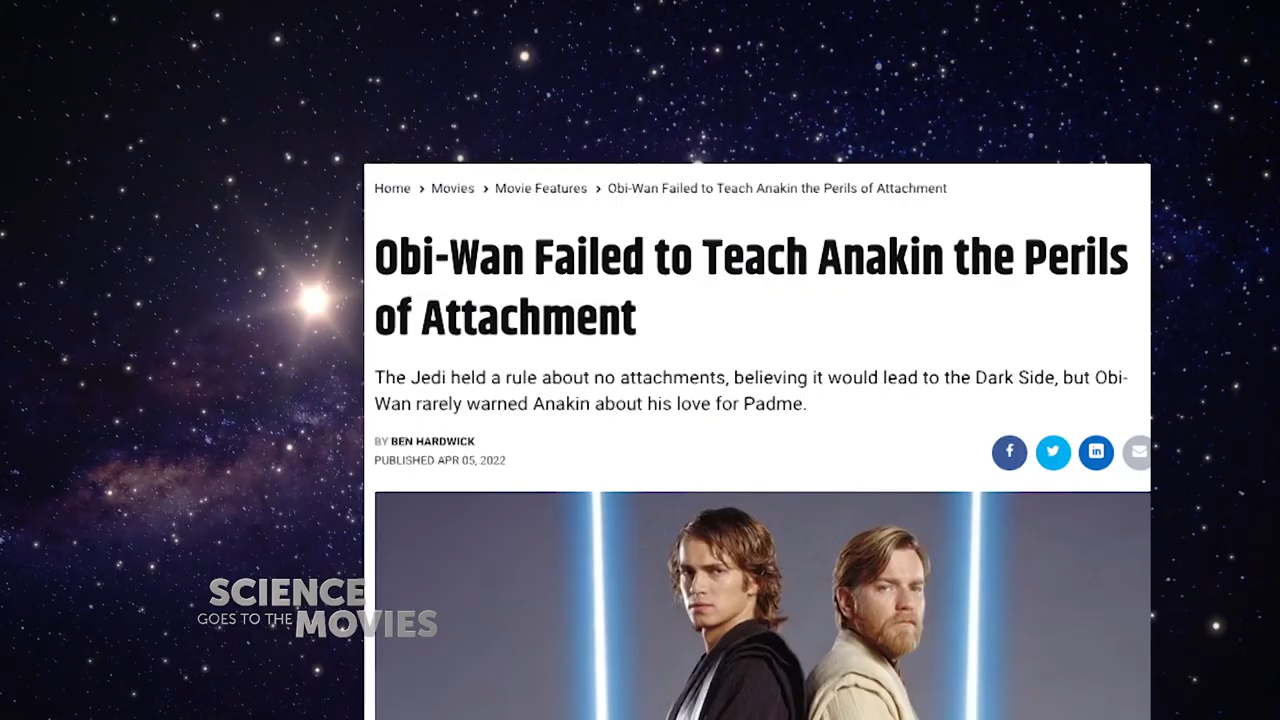 Home > Movies > Movie Features > Obi-Wan Failed to Teach Anakin the Perils of Attachment
Obi-Wan Failed to Teach Anakin the Perils
of Attachment
The Jedi held a rule about no attachments, believing it would lead to the Dark Side, but Obi-
Wan rarely warned Anakin about his love for Padme.
BY BEN HARDWICK
PUBLISHED APR 05, 2022
f
in
SCIENCE
GOES TO THE MOVIES